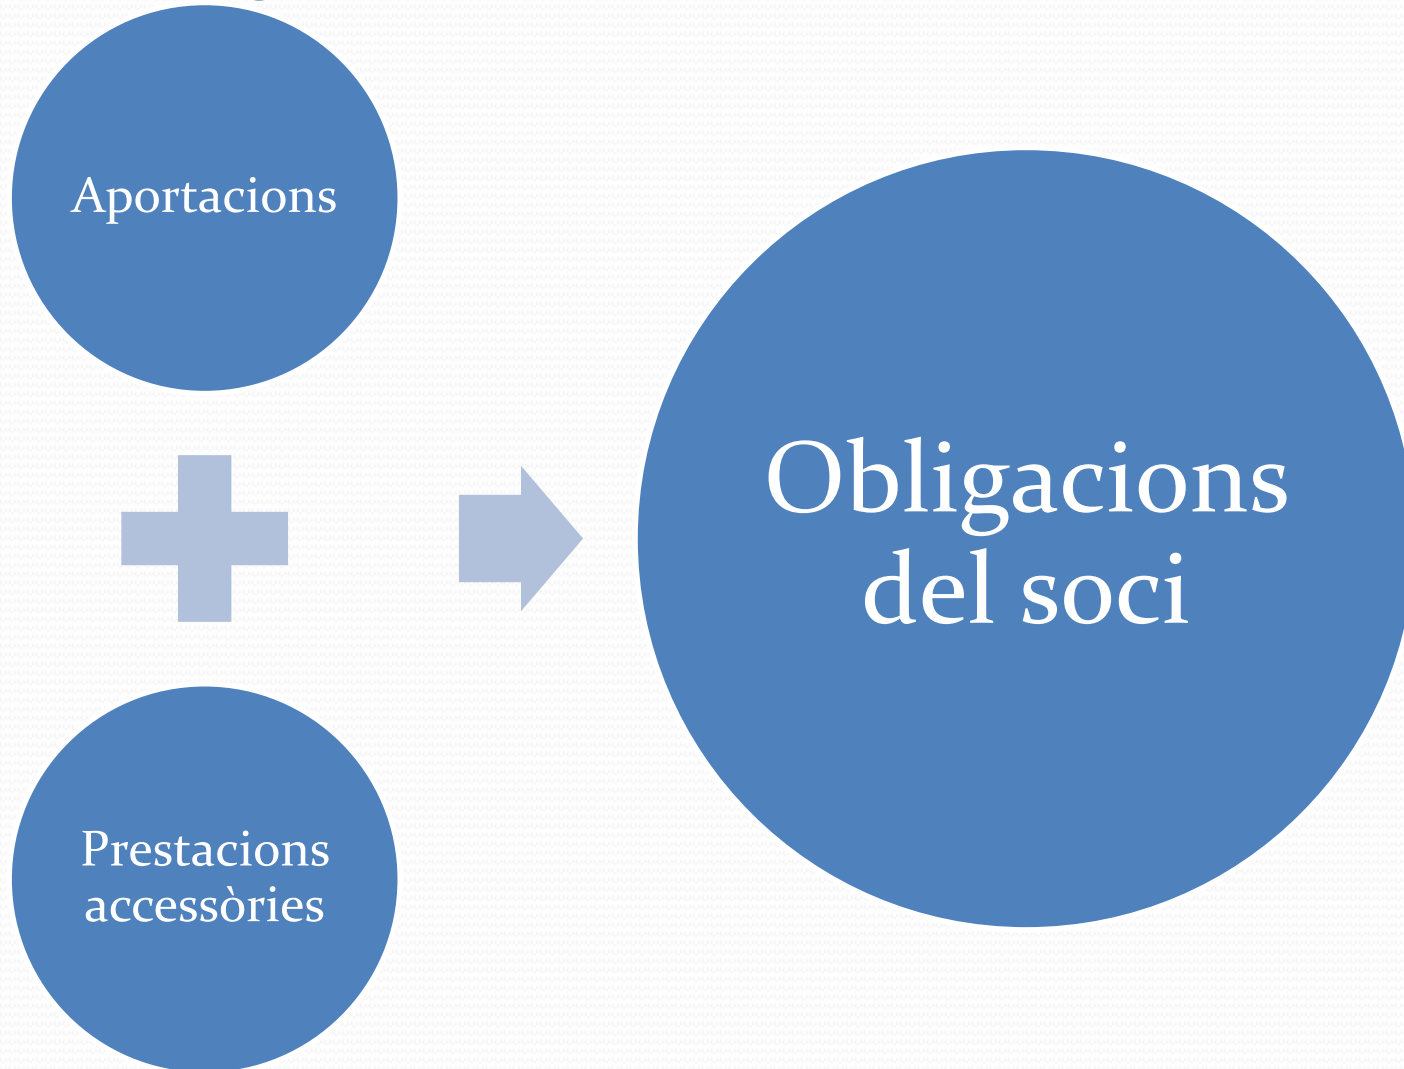 Aportacions
Prestacions
accessòries
Obligacions
del soci